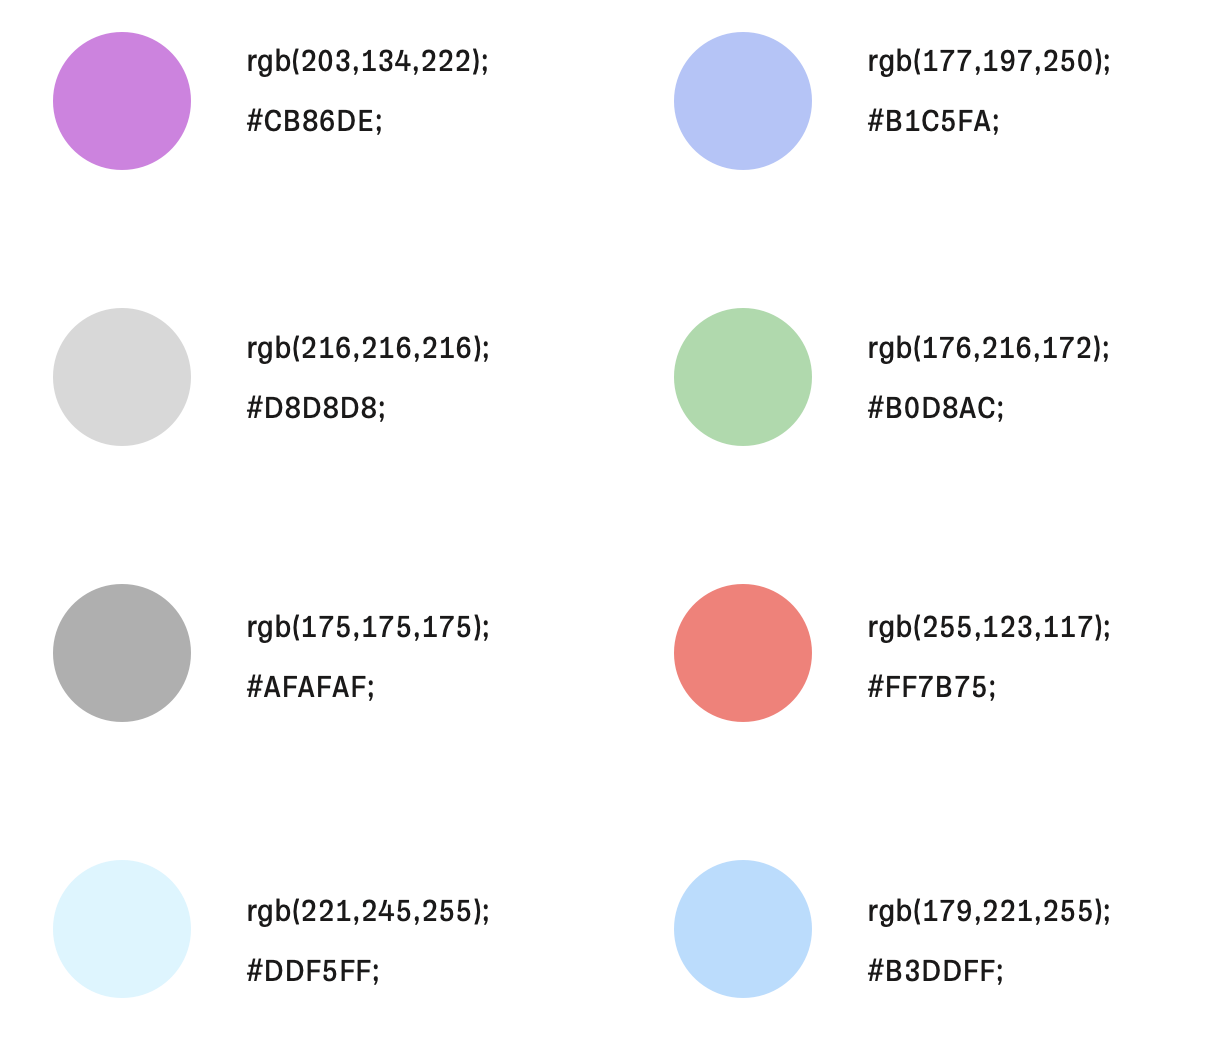 rgb(203,134,222);
#CB86DE;
rgb(177,197,250);
#B1C5FA;
rgb(216,216,216);
#D8D8D8;
rgb(176,216,172);
#B0D8AC;
rgb(175,175,175);
#AFAFAF;
rgb(255,123,117);
#FF7B75;
rgb(221,245,255);
#DDF5FF;
rgb(179,221,255);
#B3DDFF;